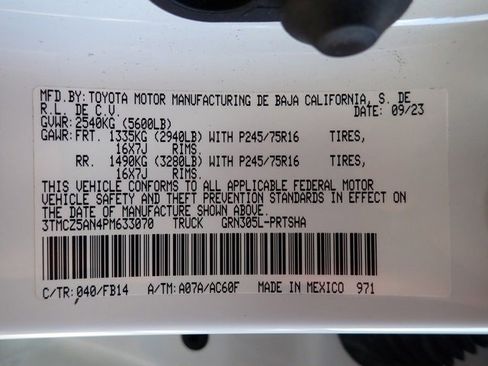 MFD.BY:TOYOTA MOTOR MANUFACTURING DE BAJA CALIFORNIA, S. DE
R.L. DE C.V. DATE: 09/23
GVWR: 2540KG (5600LB)
GAWR: FRT. 1335KG (2940LB) WITH P245/75R16 TIRES,
16X7J RIMS.
RR. 1490KG (3280LB) WITH P245/75R16 TIRES,
16X7J RIMS.
THIS VEHICLE CONFORMS TO ALL APPLICABLE FEDERAL MOTOR
VEHICLE SAFETY AND THEFT PREVENTION STANDARDS IN EFFECT ON
THE DATE OF MANUFACTURE SHOWN ABOVE.
3TMCZ5AN4PM633070 TRUCK GRN305L-PRTSHA
C/TR: 040/FB14 A/TM: A07A/AC60F MADE IN MEXICO 971